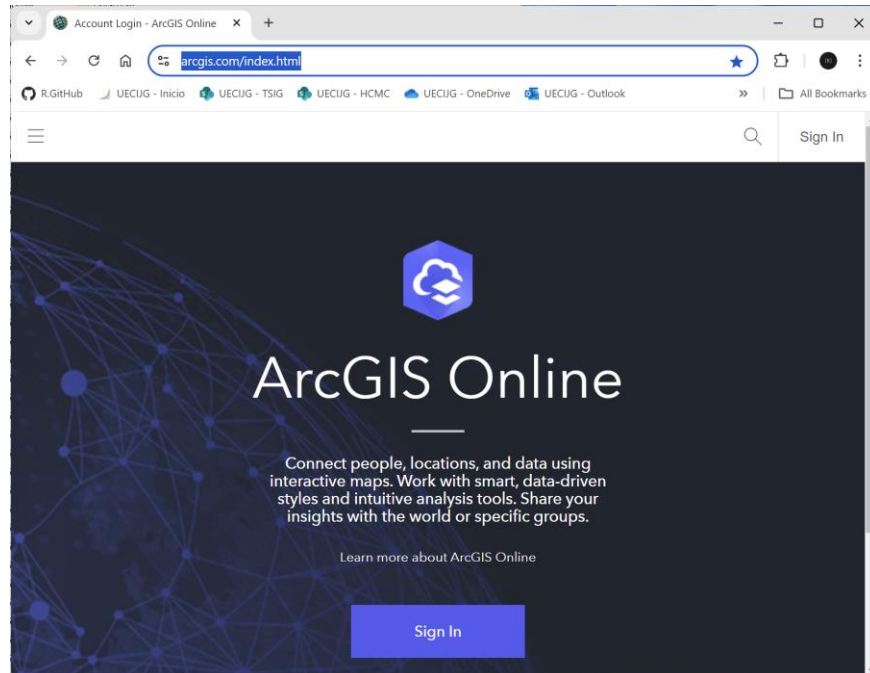 Account Login - ArcGIS Online
arcgis.com/index.html
R.GitHub UECIJG - Inicio UECIJG - TSIG UECIJG - HCMC UECIJG - OneDrive UECIJG - Outlook » All Bookmarks
Sign In
ArcGIS Online
Connect people, locations, and data using
interactive maps. Work with smart, data-driven
styles and intuitive analysis tools. Share your
insights with the world or specific groups.
Learn more about ArcGIS Online
Sign In